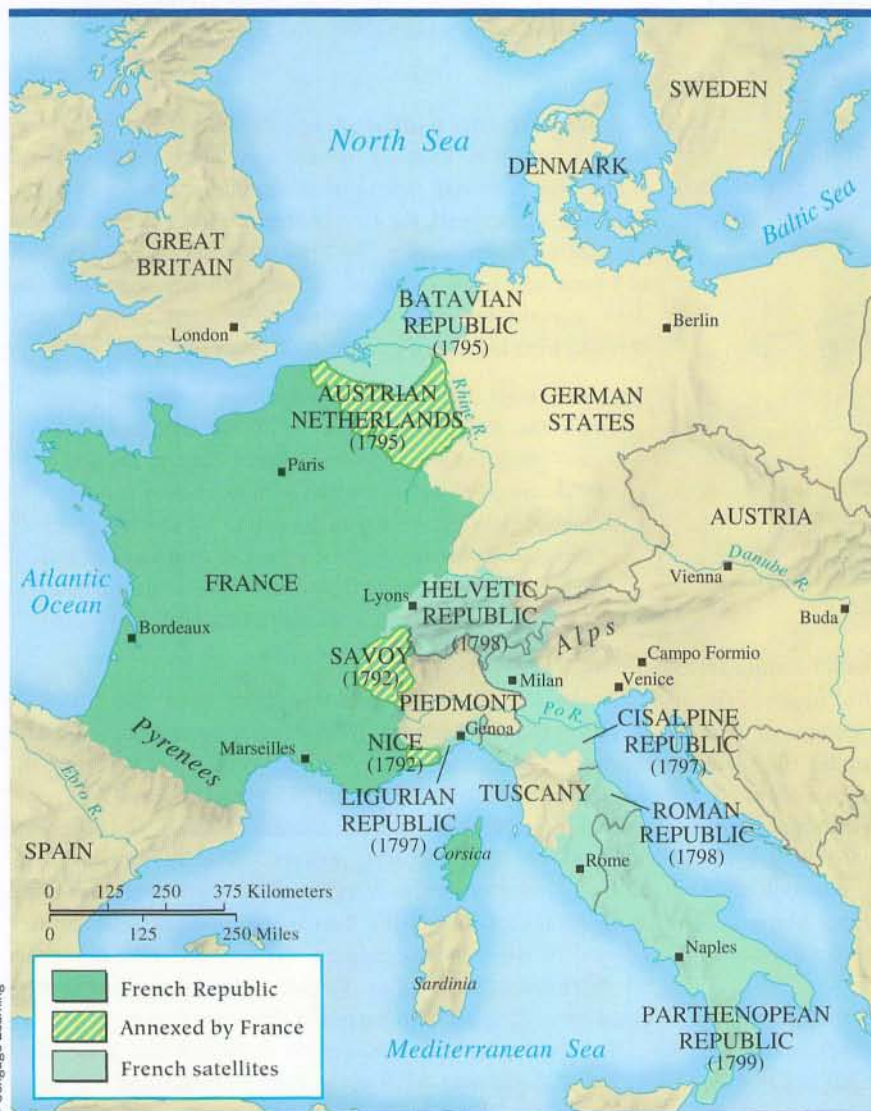 SWEDEN
North Sea
DENMARK
Baltic Sea
GREAT
BRITAIN
London
BATAVIAN
REPUBLIC
(1795)
Berlin
Rhine R.
AUSTRIAN
NETHERLANDS
(1795)
GERMAN
STATES
Paris
AUSTRIA
Danube R.
Vienna
Atlantic
Ocean
FRANCE
Lyons
HELVETIC
REPUBLIC
(1798)
Alps
Buda
Bordeaux
Campo Formio
SAVOY
(1792)
Milan
Venice
PIEDMONT
Po R.
CISALPINE
REPUBLIC
(1797)
Genoa
Pyrenees
Marseilles
NICE
(1792)
Ebro R.
LIGURIAN
REPUBLIC
(1797)
TUSCANY
ROMAN
REPUBLIC
(1798)
SPAIN
Corsica
Rome
0 125 250 375 Kilometers
0 125 250 Miles
Naples
Sardinia
French Republic
Annexed by France
French satellites
PARTHENOPEAN
REPUBLIC
(1799)
Mediterranean Sea
Cengage Learning